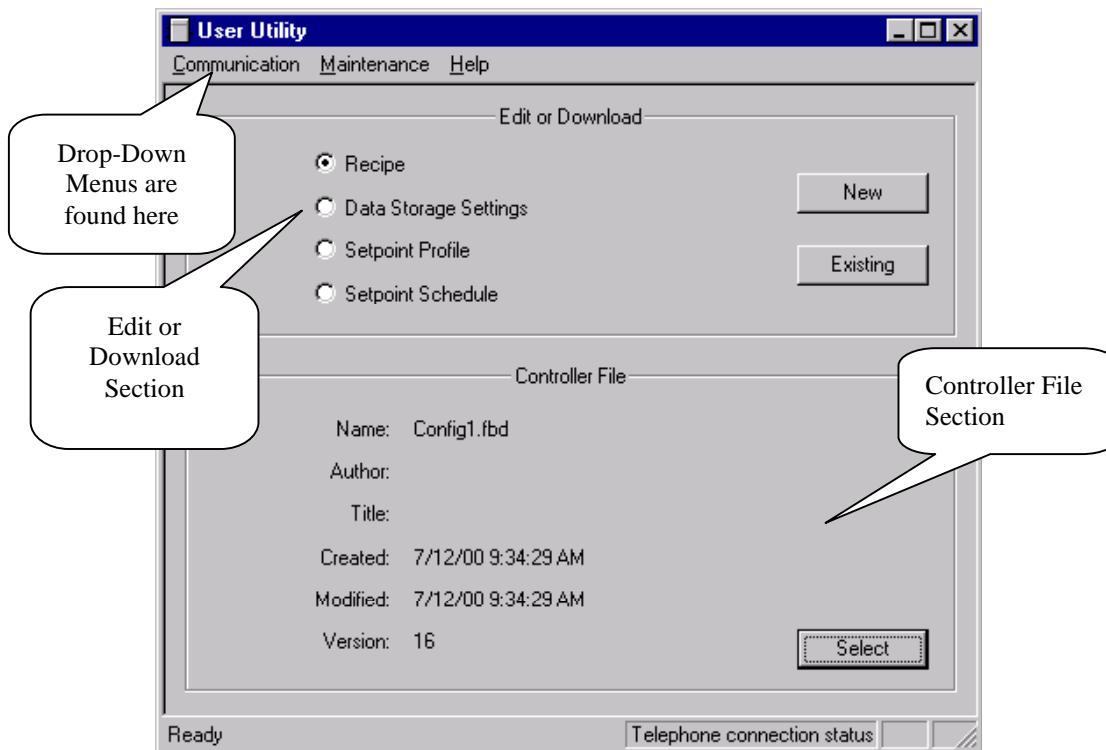 User Utility
Communication Maintenance Help
Drop-Down
Menus are
found here
Edit or Download
Recipe
Data Storage Settings
Setpoint Profile
Setpoint Schedule
New
Existing
Edit or
Download
Section
Controller File
Controller File
Section
Name: Config1.fbd
Author:
Title:
Created: 7/12/00 9:34:29 AM
Modified: 7/12/00 9:34:29 AM
Version: 16
Select
Ready
Telephone connection status